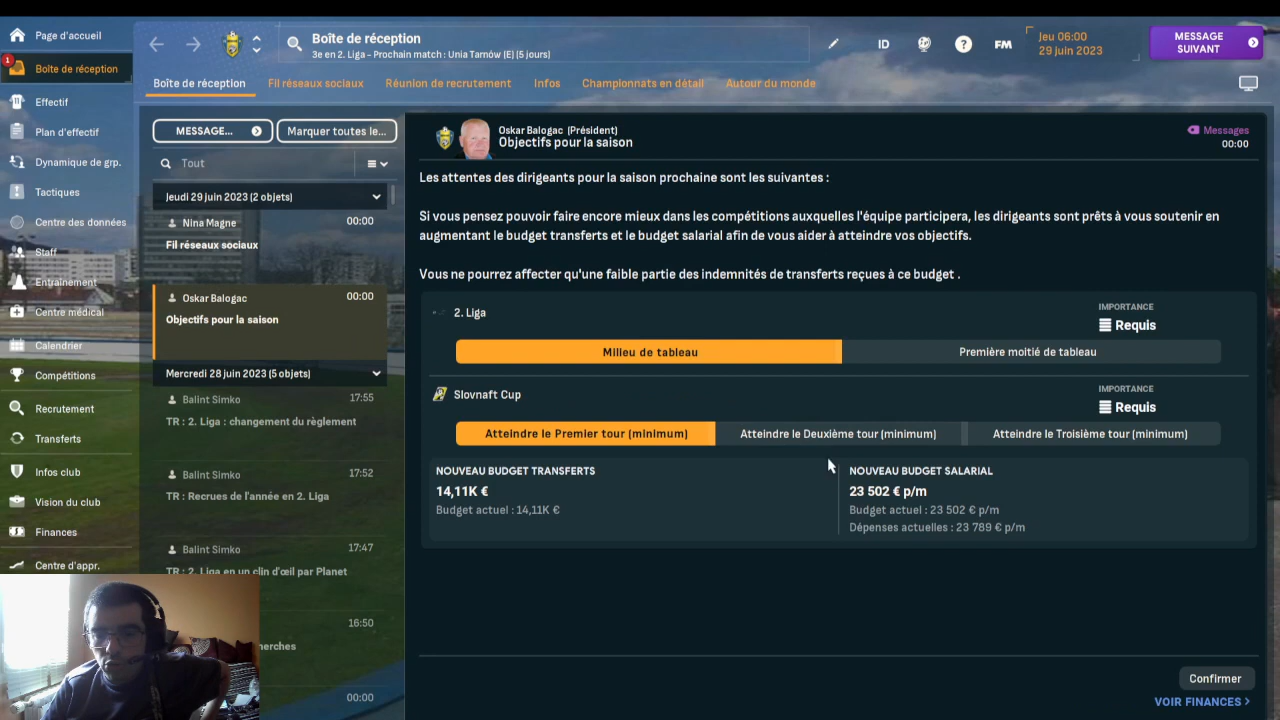 Page d'accueil
1
Boîte de réception
Effectif
Plan d'effectif
Dynamique de grp.
Tactiques
Centre des données
Staff
Entraînement
Centre médical
Calendrier
Compétitions
Recrutement
Transferts
Infos club
Vision du club
Finances
Centre d'appr.
Boîte de réception
3e en 2. Liga - Prochain match : Unia Tarnów (E) (5 jours)
ID
?
FM
Jeu 06:00
29 juin 2023
MESSAGE
SUIVANT
Boîte de réception
Fil réseaux sociaux
Réunion de recrutement
Infos
Championnats en détail
Autour du monde
MESSAGE...
Marquer toutes le...
Tout
Jeudi 29 juin 2023 (2 objets)
Nina Magne 00:00
Fil réseaux sociaux
Oskar Balogac 00:00
Objectifs pour la saison
Mercredi 28 juin 2023 (5 objets)
Balint Simko 17:55
TR : 2. Liga : changement du règlement
Balint Simko 17:52
TR : Recrues de l'année en 2. Liga
Balint Simko 17:47
TR : 2. Liga en un clin d'œil par Planet
16:50
herches
00:00
Oskar Balogac (Président)
Objectifs pour la saison
Messages
00:00
Les attentes des dirigeants pour la saison prochaine sont les suivantes :
Si vous pensez pouvoir faire encore mieux dans les compétitions auxquelles l'équipe participera, les dirigeants sont prêts à vous soutenir en
augmentant le budget transferts et le budget salarial afin de vous aider à atteindre vos objectifs.
Vous ne pourrez affecter qu'une faible partie des indemnités de transferts reçues à ce budget .
2. Liga
IMPORTANCE
Requis
Milieu de tableau
Première moitié de tableau
Slovnaft Cup
IMPORTANCE
Requis
Atteindre le Premier tour (minimum)
Atteindre le Deuxième tour (minimum)
Atteindre le Troisième tour (minimum)
NOUVEAU BUDGET TRANSFERTS
14,11K €
Budget actuel : 14,11K €
NOUVEAU BUDGET SALARIAL
23 502 € p/m
Budget actuel : 23 502 € p/m
Dépenses actuelles : 23 789 € p/m
Confirmer
VOIR FINANCES >